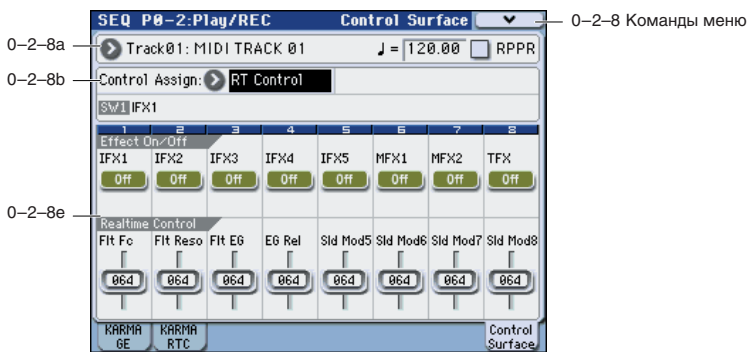 SEQ P0-2:Play/REC Control Surface
0–2–8 Команды меню
0–2–8a
Track01: MIDI TRACK 01 ♩ = 120.00 RPPR
0–2–8b
Control Assign: RT Control
SW1 IFX1
1 2 3 4 5 6 7 8
Effect On/Off
IFX1 IFX2 IFX3 IFX4 IFX5 MFX1 MFX2 TFX
Off Off Off Off Off Off Off Off
0–2–8e
Realtime Control
Flt Fc Flt Reso Flt EG EG Rel Sld Mod5 Sld Mod6 Sld Mod7 Sld Mod8
064 064 064 064 064 064 064 064
KARMA GE KARMA RTC Control Surface